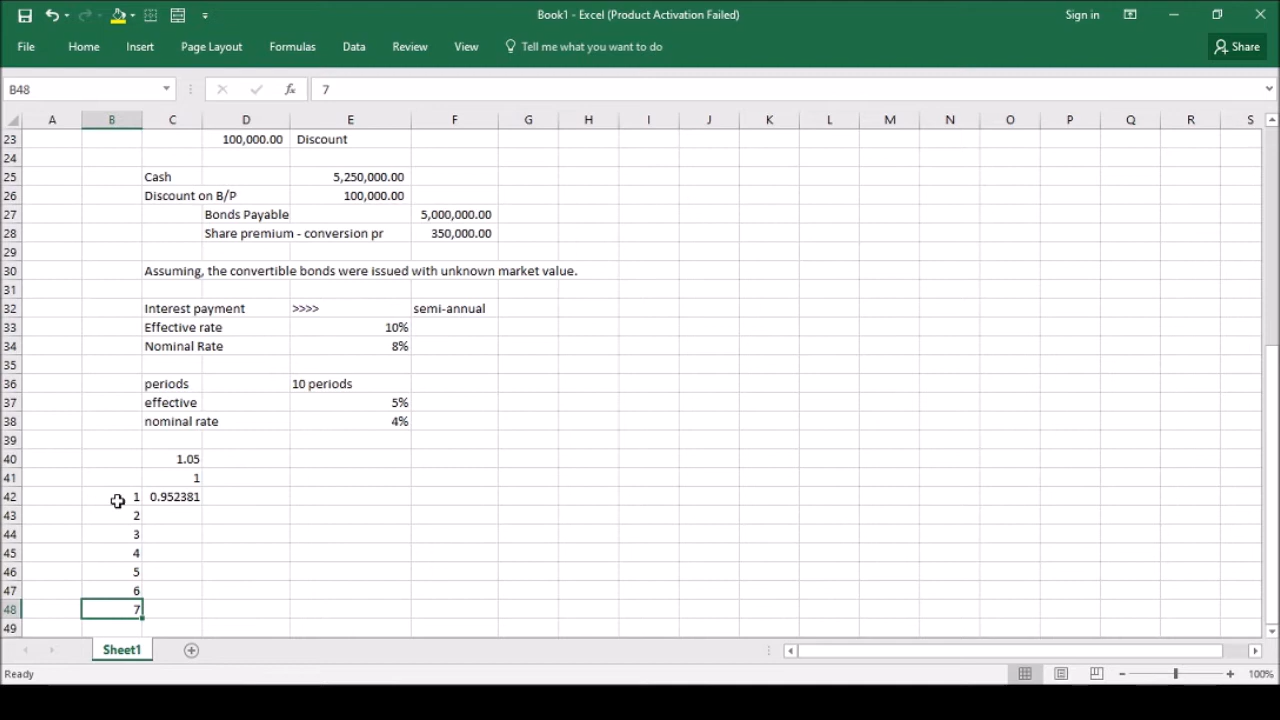 Book1 - Excel (Product Activation Failed)
Sign in
File Home Insert Page Layout Formulas Data Review View Tell me what you want to do Share
B48 fx 7
A B C D E F G H I J K L M N O P Q R S
23 100,000.00 Discount
24
25 Cash 5,250,000.00
26 Discount on B/P 100,000.00
27 Bonds Payable 5,000,000.00
28 Share premium - conversion pr 350,000.00
29
30 Assuming, the convertible bonds were issued with unknown market value.
31
32 Interest payment >>>> semi-annual
33 Effective rate 10%
34 Nominal Rate 8%
35
36 periods 10 periods
37 effective 5%
38 nominal rate 4%
39
40 1.05
41 1
42 1 0.952381
43 2
44 3
45 4
46 5
47 6
48 7
49
Sheet1
Ready 100%